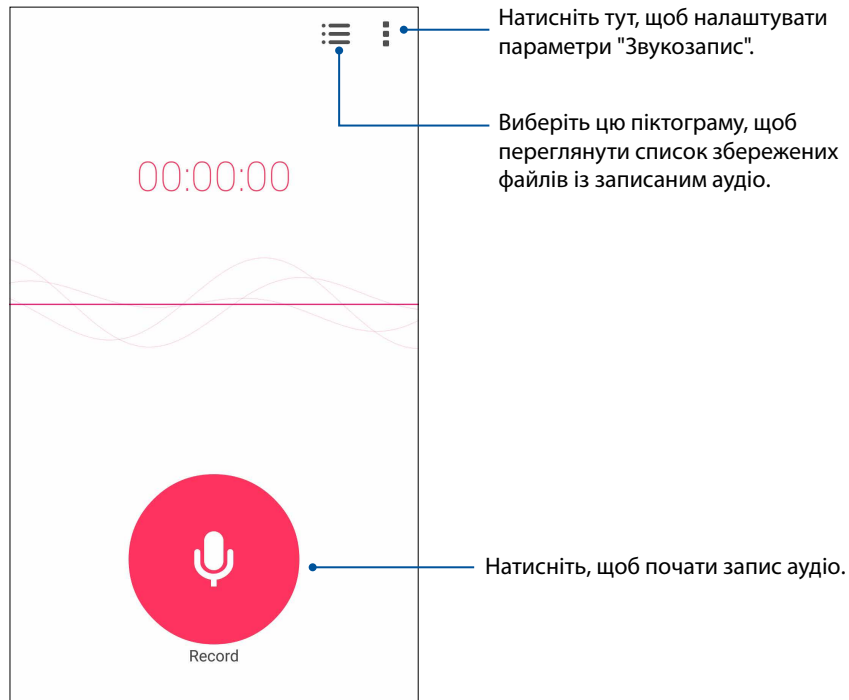 Натисніть тут, щоб налаштувати
параметри "Звукозапис".
Виберіть цю піктограму, щоб
переглянути список збережених
файлів із записаним аудіо.
00:00:00
Натисніть, щоб почати запис аудіо.
Record